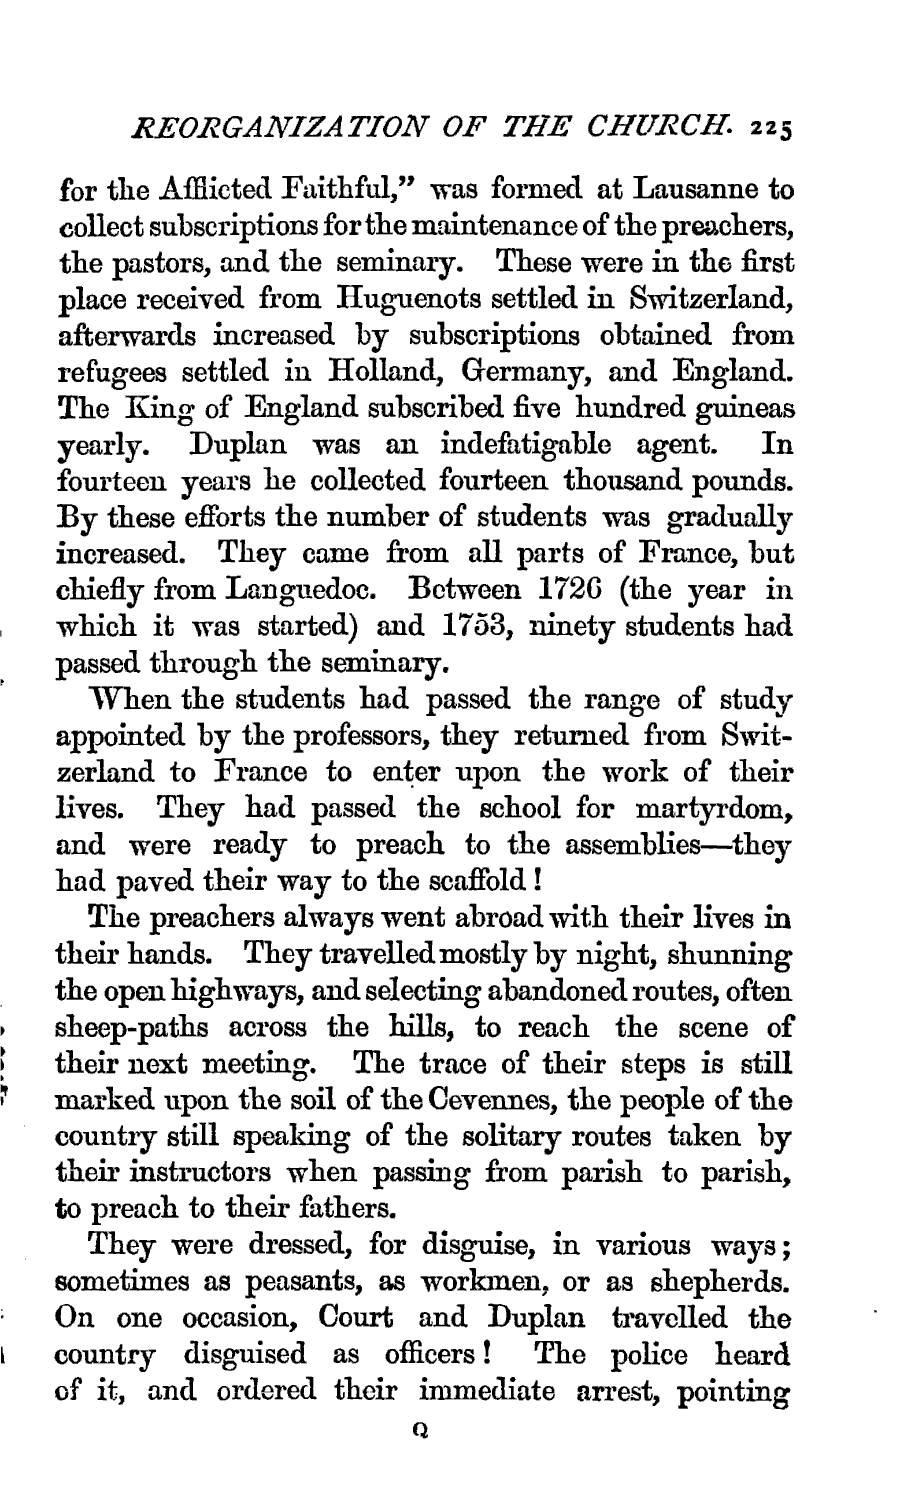 REORGANIZATION OF THE CHURCH. 225
for the Afflicted Faithful,” was formed at Lausanne to
collect subscriptions for the maintenance of the preachers,
the pastors, and the seminary. These were in the first
place received from Huguenots settled in Switzerland,
afterwards increased by subscriptions obtained from
refugees settled in Holland, Germany, and England.
The King of England subscribed five hundred guineas
yearly. Duplan was an indefatigable agent. In
fourteen years he collected fourteen thousand pounds.
By these efforts the number of students was gradually
increased. They came from all parts of France, but
chiefly from Languedoc. Between 1726 (the year in
which it was started) and 1753, ninety students had
passed through the seminary.
When the students had passed the range of study
appointed by the professors, they returned from Swit-
zerland to France to enter upon the work of their
lives. They had passed the school for martyrdom,
and were ready to preach to the assemblies—they
had paved their way to the scaffold!
The preachers always went abroad with their lives in
their hands. They travelled mostly by night, shunning
the open highways, and selecting abandoned routes, often
sheep-paths across the hills, to reach the scene of
their next meeting. The trace of their steps is still
marked upon the soil of the Cevennes, the people of the
country still speaking of the solitary routes taken by
their instructors when passing from parish to parish,
to preach to their fathers.
They were dressed, for disguise, in various ways;
sometimes as peasants, as workmen, or as shepherds.
On one occasion, Court and Duplan travelled the
country disguised as officers! The police heard
of it, and ordered their immediate arrest, pointing
Q